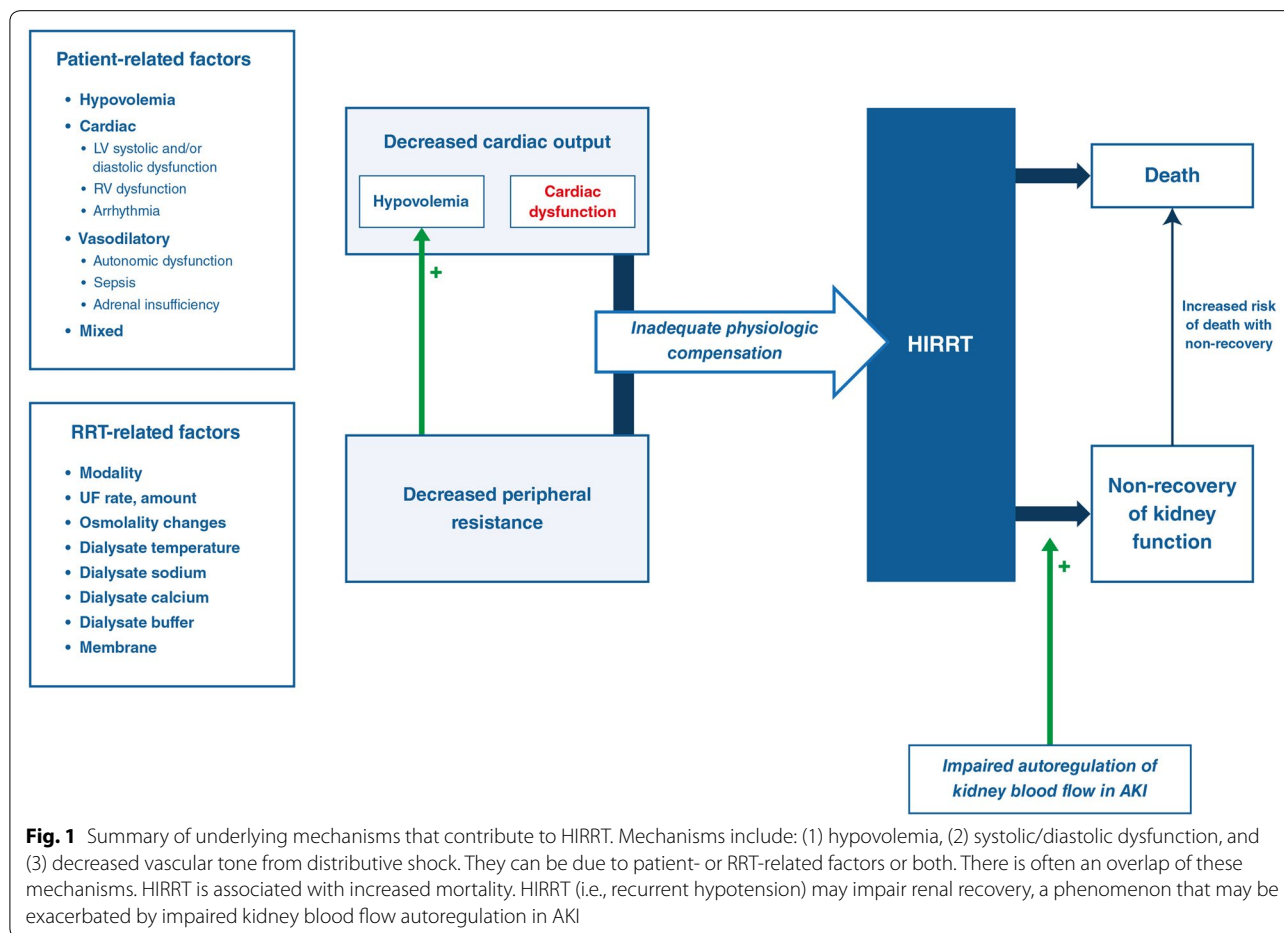 Patient-related factors
• Hypovolemia
• Cardiac
• LV systolic and/or
diastolic dysfunction
• RV dysfunction
• Arrhythmia
• Vasodilatory
• Autonomic dysfunction
• Sepsis
• Adrenal insufficiency
• Mixed
RRT-related factors
• Modality
• UF rate, amount
• Osmolality changes
• Dialysate temperature
• Dialysate sodium
• Dialysate calcium
• Dialysate buffer
• Membrane
Decreased cardiac output
Hypovolemia
Cardiac
dysfunction
+
Decreased peripheral
resistance
Inadequate physiologic
compensation
HIRRT
Death
Increased risk
of death with
non-recovery
Non-recovery
of kidney
function
+
Impaired autoregulation of
kidney blood flow in AKI
Fig. 1 Summary of underlying mechanisms that contribute to HIRRT. Mechanisms include: (1) hypovolemia, (2) systolic/diastolic dysfunction, and
(3) decreased vascular tone from distributive shock. They can be due to patient- or RRT-related factors or both. There is often an overlap of these
mechanisms. HIRRT is associated with increased mortality. HIRRT (i.e., recurrent hypotension) may impair renal recovery, a phenomenon that may be
exacerbated by impaired kidney blood flow autoregulation in AKI